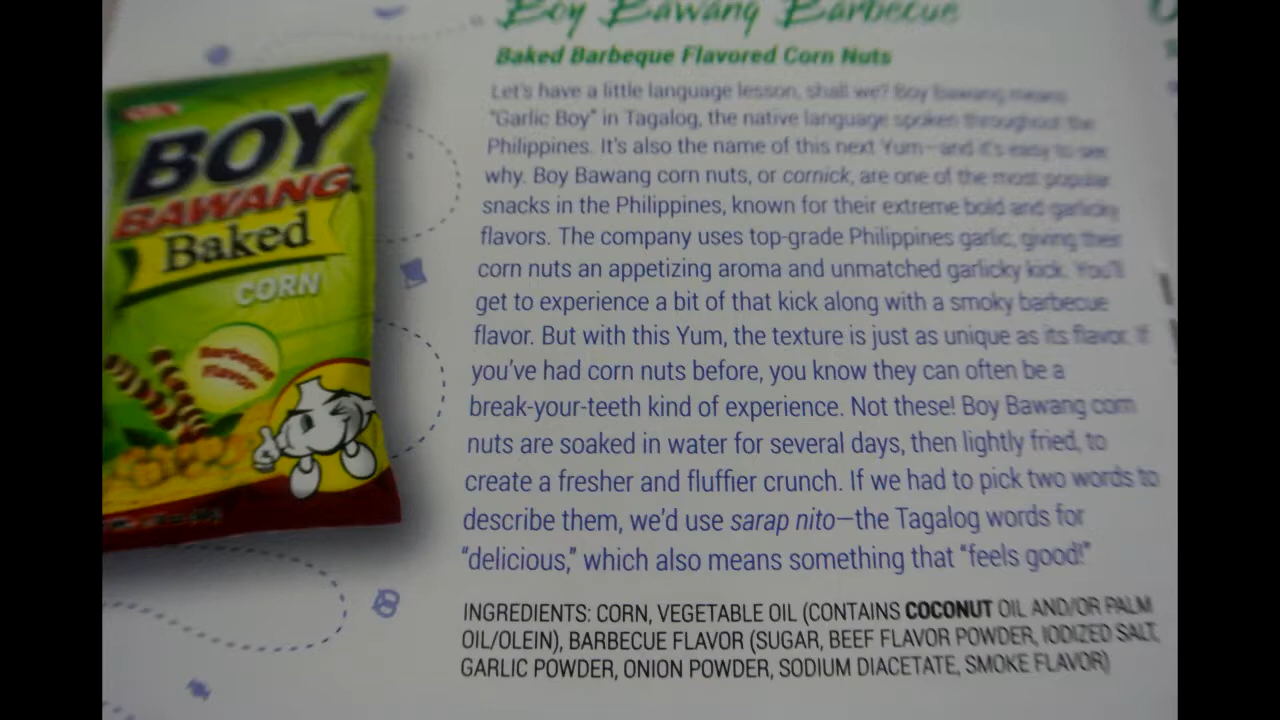 Boy Bawang Barbecue
Baked Barbeque Flavored Corn Nuts
Let's have a little language lesson, shall we? Boy Bawang means
"Garlic Boy" in Tagalog, the native language spoken throughout the
Philippines. It's also the name of this next Yum—and it's easy to see
why. Boy Bawang corn nuts, or cornick, are one of the most popular
snacks in the Philippines, known for their extreme bold and garlicky
flavors. The company uses top-grade Philippines garlic, giving their
corn nuts an appetizing aroma and unmatched garlicky kick. You'll
get to experience a bit of that kick along with a smoky barbecue
flavor. But with this Yum, the texture is just as unique as its flavor. If
you've had corn nuts before, you know they can often be a
break-your-teeth kind of experience. Not these! Boy Bawang corn
nuts are soaked in water for several days, then lightly fried, to
create a fresher and fluffier crunch. If we had to pick two words to
describe them, we'd use sarap nito—the Tagalog words for
"delicious," which also means something that "feels good!"
INGREDIENTS: CORN, VEGETABLE OIL (CONTAINS COCONUT OIL AND/OR PALM
OIL/OLEIN), BARBECUE FLAVOR (SUGAR, BEEF FLAVOR POWDER, IODIZED SALT,
GARLIC POWDER, ONION POWDER, SODIUM DIACETATE, SMOKE FLAVOR)
BOY
BAWANG
Baked
CORN
Barbeque
Flavor